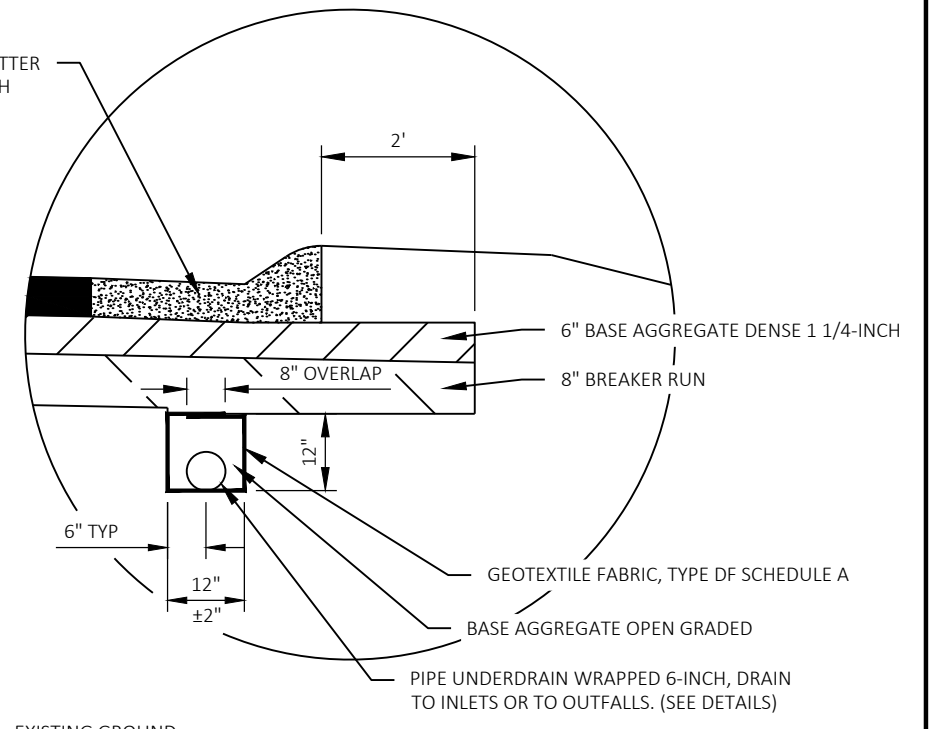 TTER
H
2'
6" BASE AGGREGATE DENSE 1 1/4-INCH
8" OVERLAP
8" BREAKER RUN
12"
6" TYP
12"
±2"
GEOTEXTILE FABRIC, TYPE DF SCHEDULE A
BASE AGGREGATE OPEN GRADED
PIPE UNDERDRAIN WRAPPED 6-INCH, DRAIN
TO INLETS OR TO OUTFALLS. (SEE DETAILS)
EXISTING GROUND